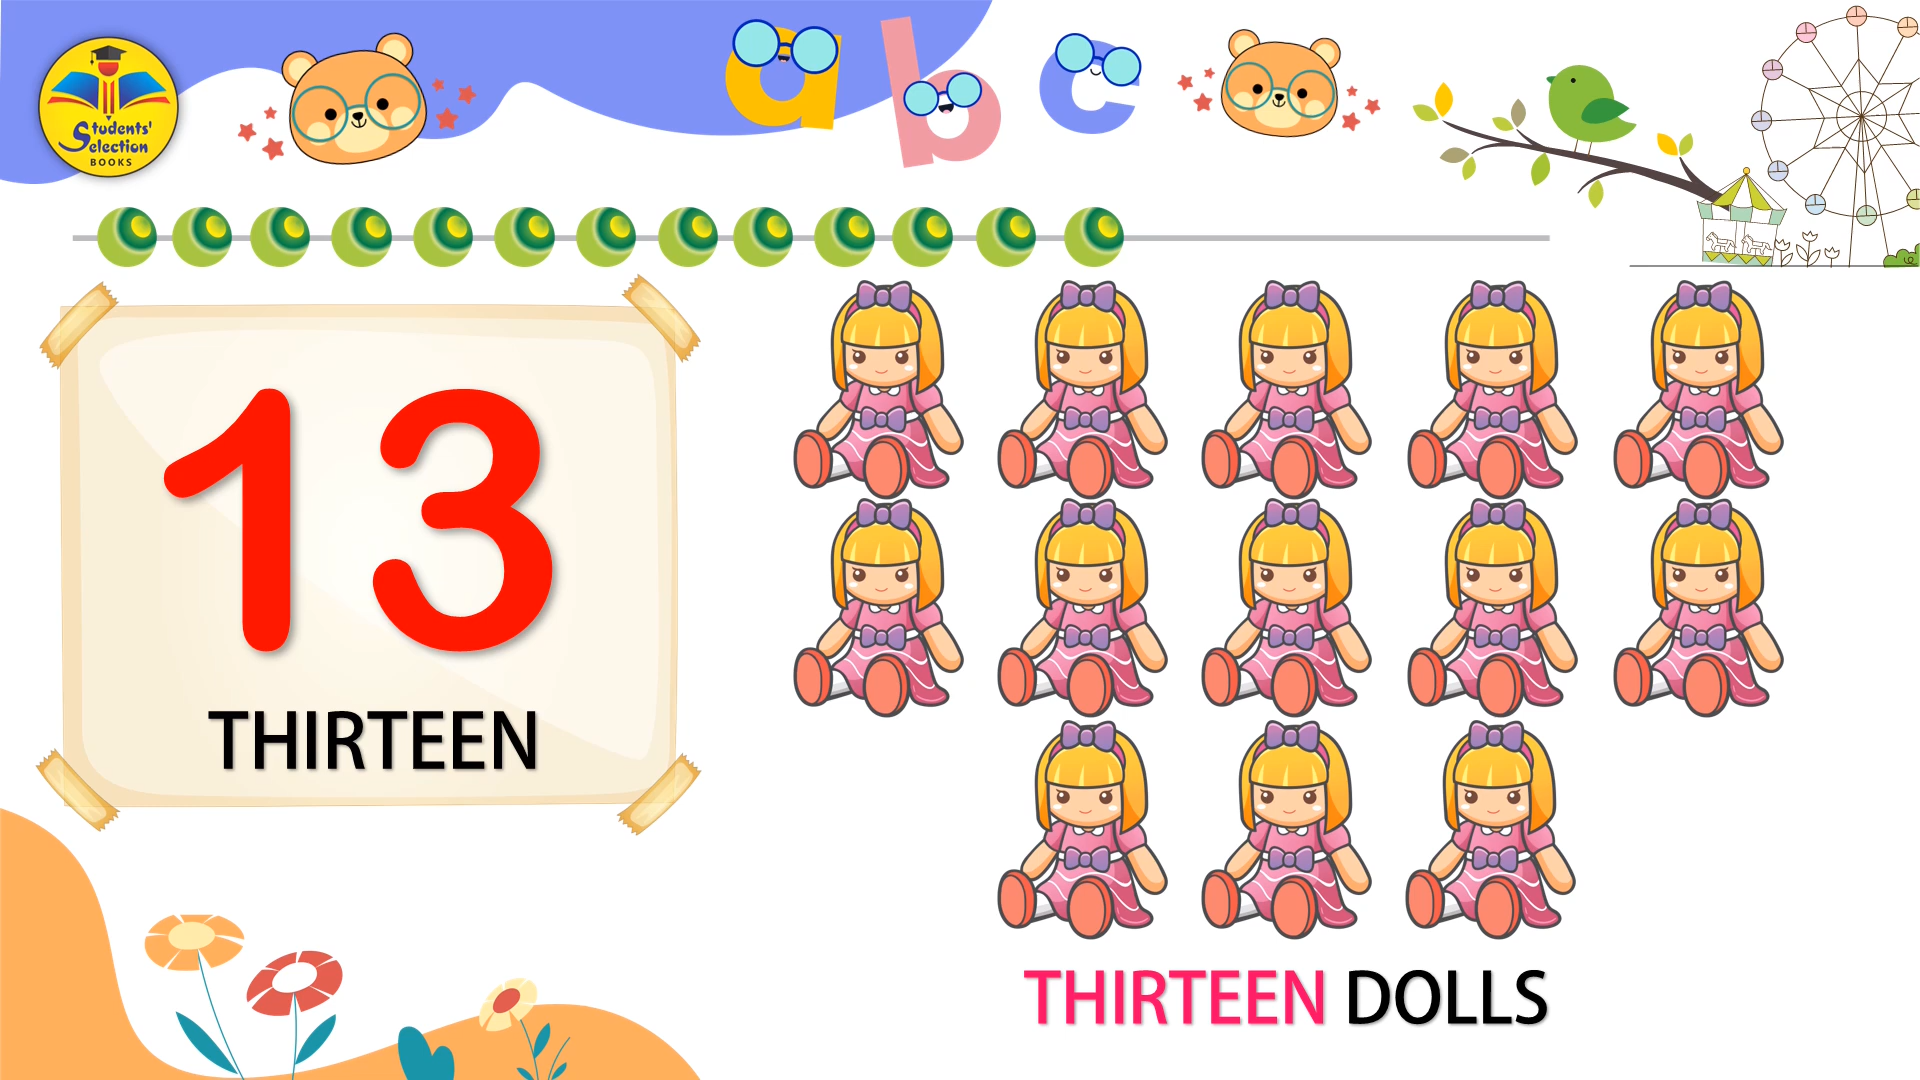 Students'
Selection
BOOKS
a b c
13
THIRTEEN
THIRTEEN DOLLS